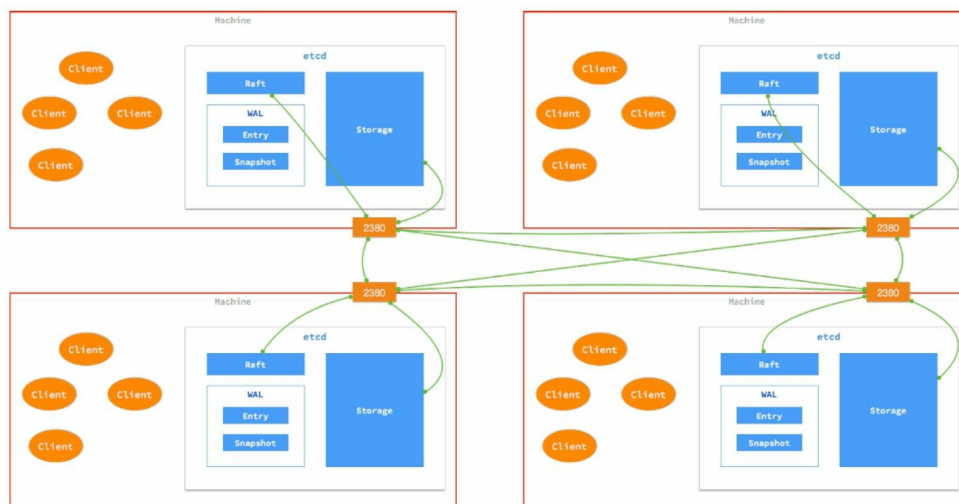 Machine
etcd
Client
Raft
Client
Client
WAL
Storage
Entry
Client
Snapshot
2380
Machine
etcd
Client
Raft
Client
Client
WAL
Storage
Entry
Client
Snapshot
2380
2380
Machine
etcd
Client
Raft
Client
Client
WAL
Storage
Entry
Client
Snapshot
2380
Machine
etcd
Client
Raft
Client
Client
WAL
Storage
Entry
Client
Snapshot